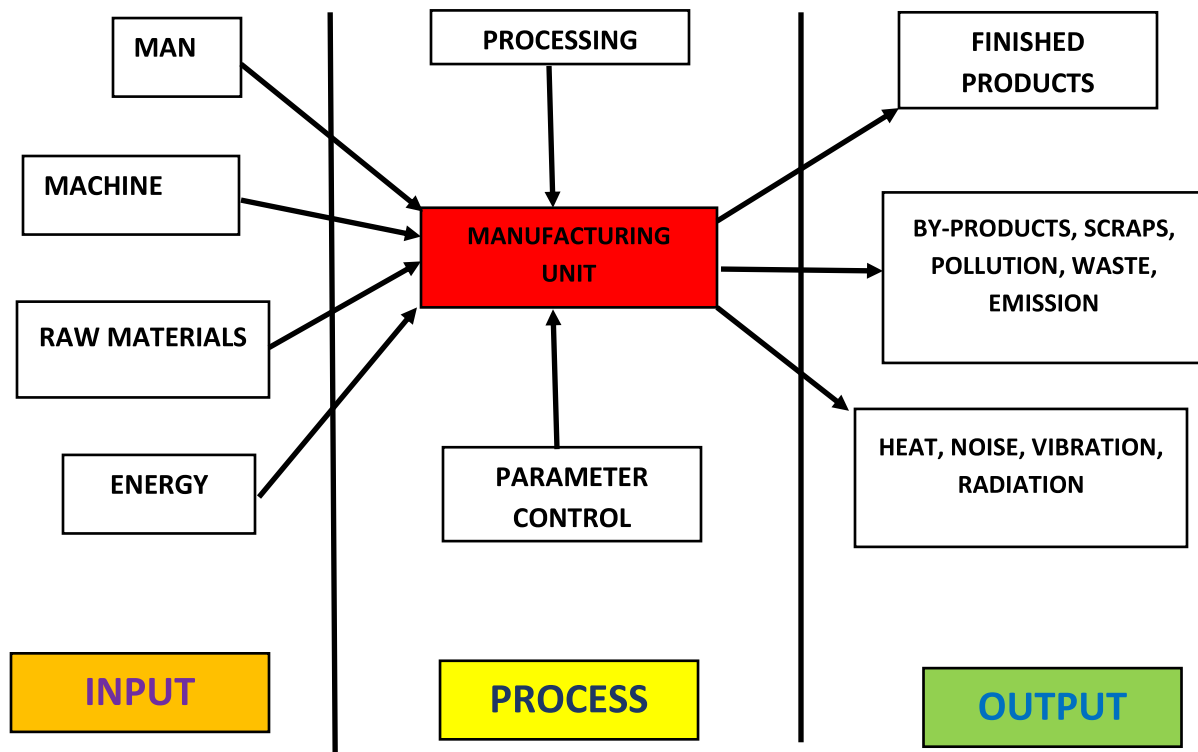 MAN
MACHINE
RAW MATERIALS
ENERGY
INPUT
PROCESSING
MANUFACTURING
UNIT
PARAMETER
CONTROL
PROCESS
FINISHED
PRODUCTS
BY-PRODUCTS, SCRAPS,
POLLUTION, WASTE,
EMISSION
HEAT, NOISE, VIBRATION,
RADIATION
OUTPUT